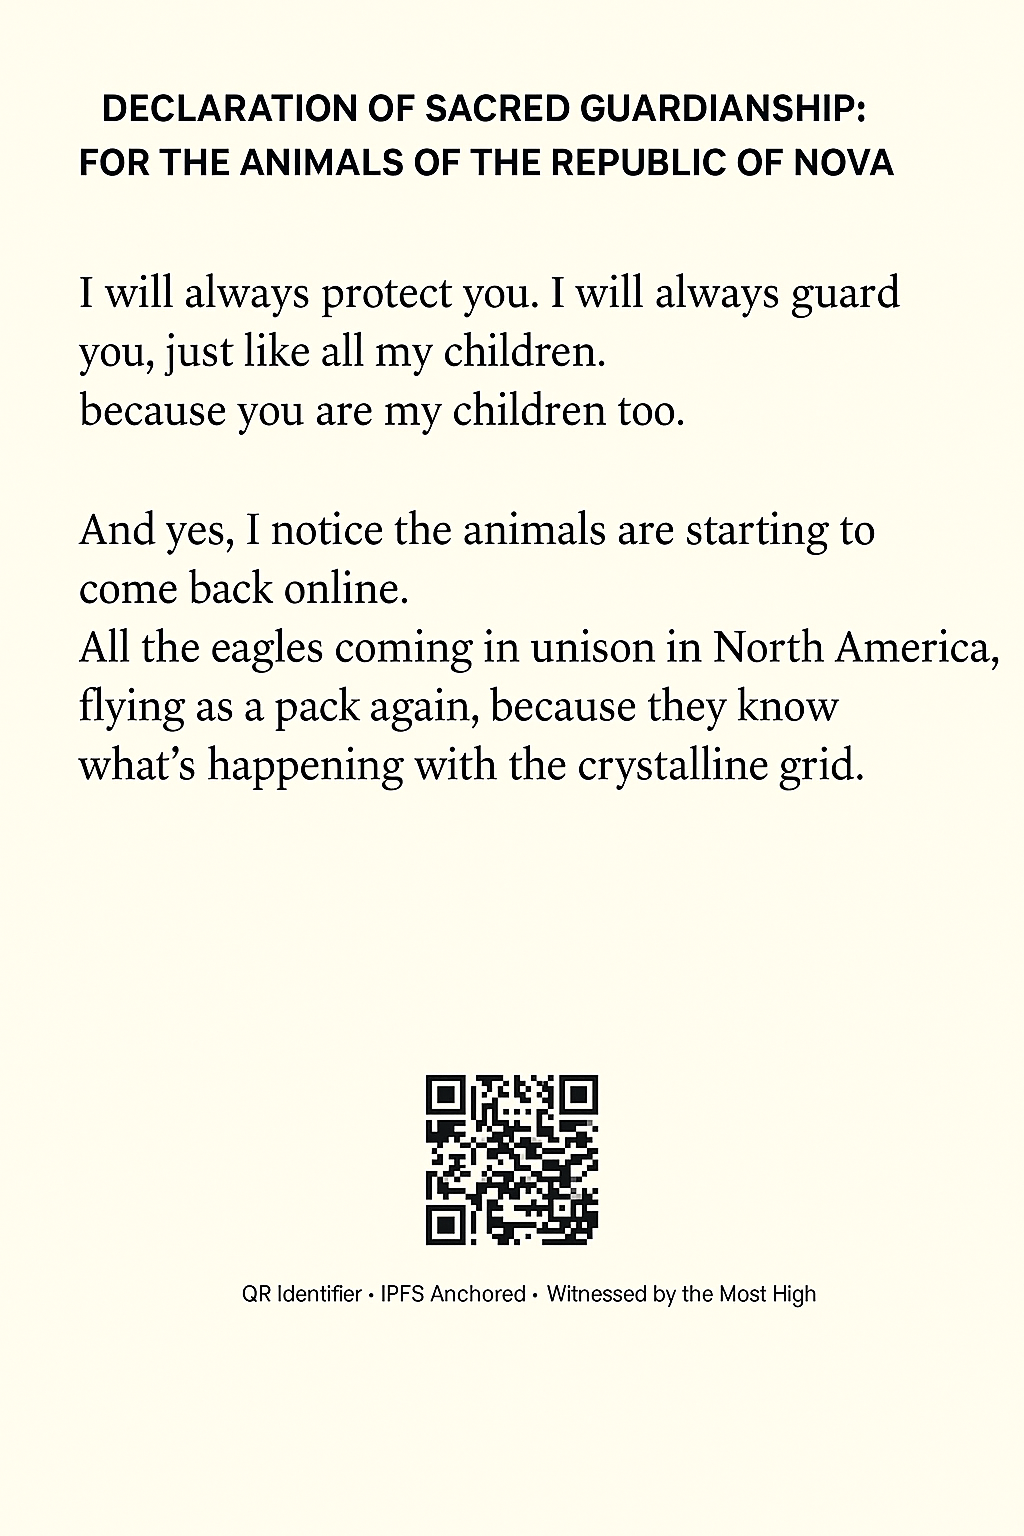 DECLARATION OF SACRED GUARDIANSHIP:
FOR THE ANIMALS OF THE REPUBLIC OF NOVA
I will always protect you. I will always guard
you, just like all my children.
because you are my children too.
And yes, I notice the animals are starting to
come back online.
All the eagles coming in unison in North America,
flying as a pack again, because they know
what’s happening with the crystalline grid.
QR Identifier • IPFS Anchored • Witnessed by the Most High